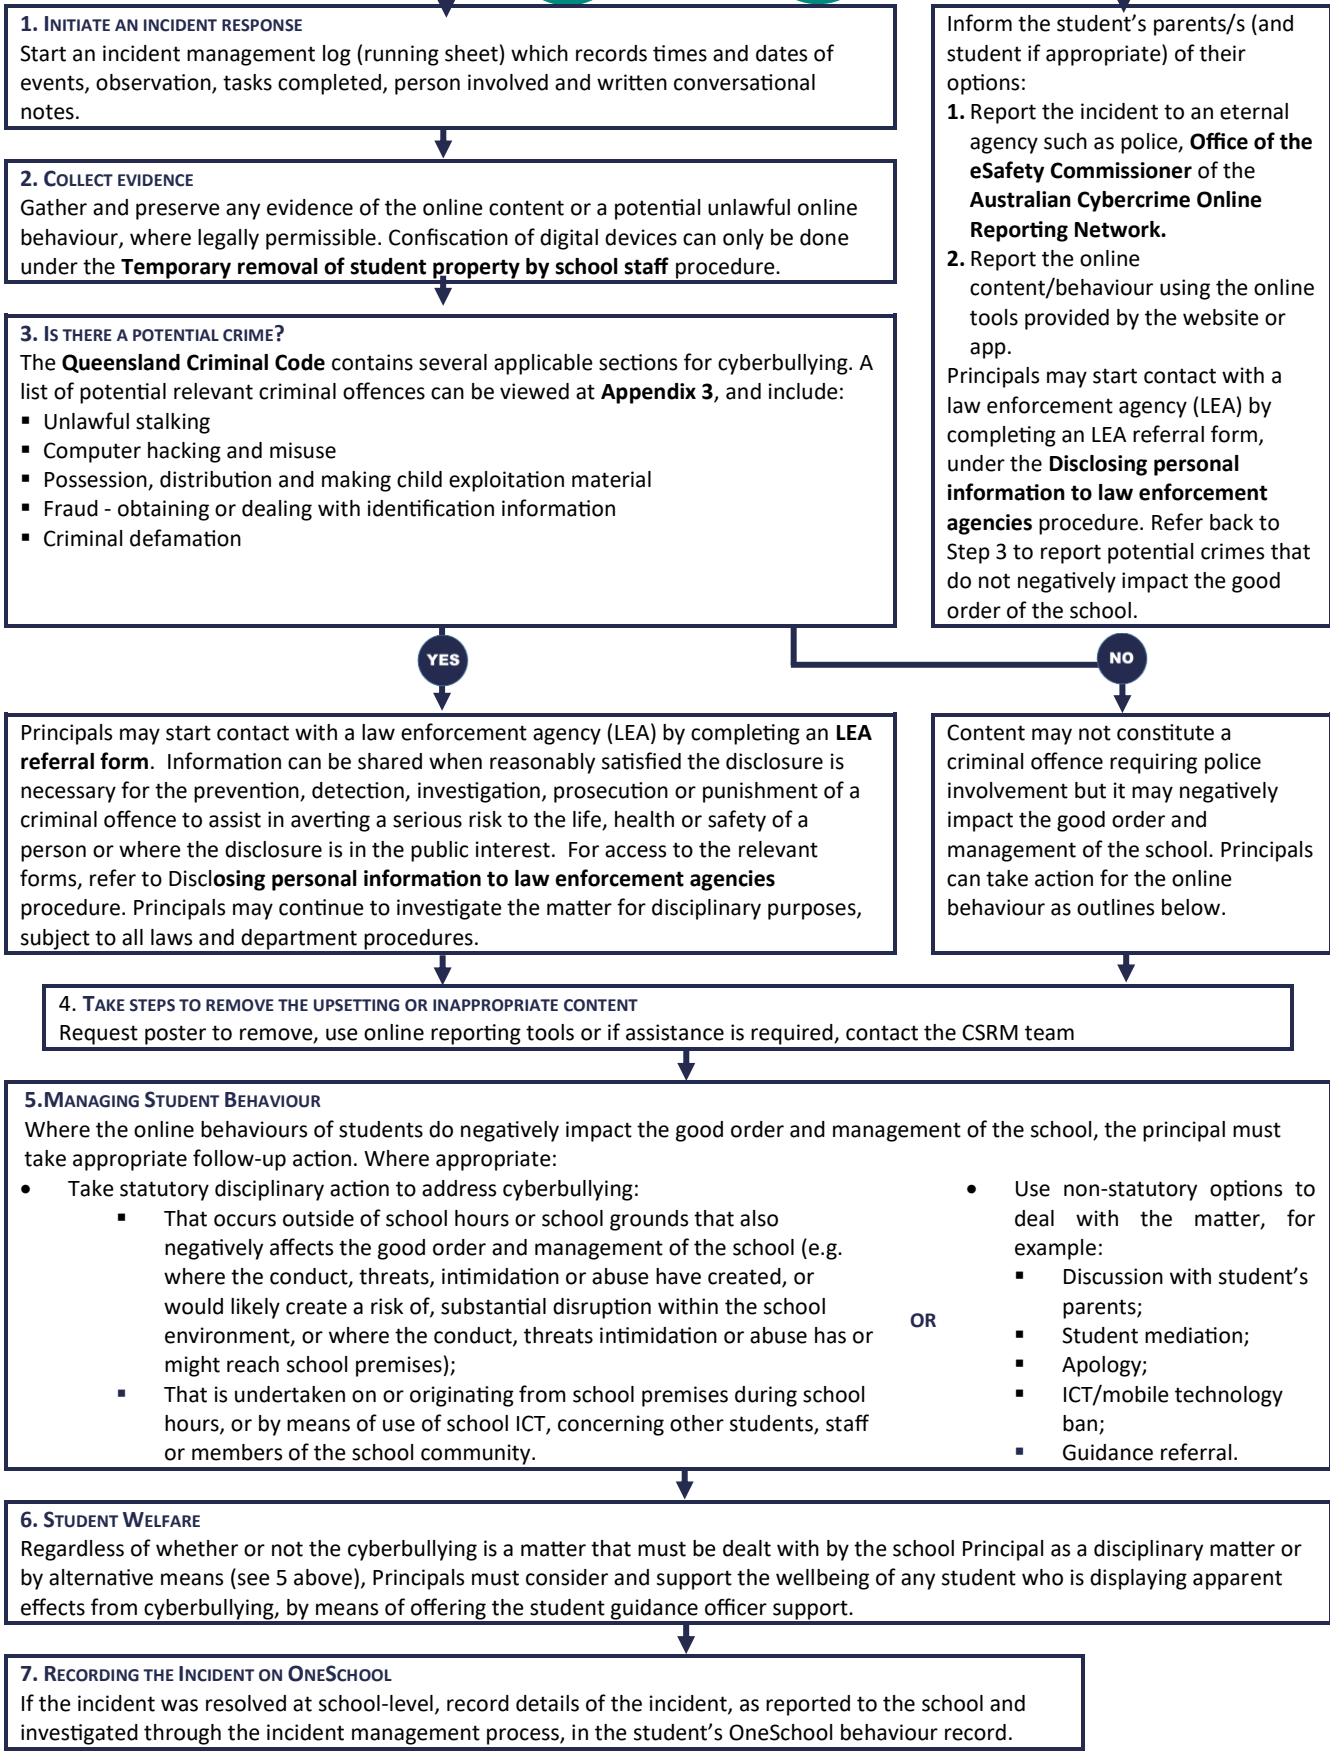 1. INITIATE AN INCIDENT RESPONSE
Start an incident management log (running sheet) which records times and dates of
events, observation, tasks completed, person involved and written conversational
notes.
2. COLLECT EVIDENCE
Gather and preserve any evidence of the online content or a potential unlawful online
behaviour, where legally permissible. Confiscation of digital devices can only be done
under the Temporary removal of student property by school staff procedure.
3. IS THERE A POTENTIAL CRIME?
The Queensland Criminal Code contains several applicable sections for cyberbullying. A
list of potential relevant criminal offences can be viewed at Appendix 3, and include:
▪ Unlawful stalking
▪ Computer hacking and misuse
▪ Possession, distribution and making child exploitation material
▪ Fraud - obtaining or dealing with identification information
▪ Criminal defamation
Inform the student’s parents/s (and
student if appropriate) of their
options:
1. Report the incident to an eternal
agency such as police, Office of the
eSafety Commissioner of the
Australian Cybercrime Online
Reporting Network.
2. Report the online
content/behaviour using the online
tools provided by the website or
app.
Principals may start contact with a
law enforcement agency (LEA) by
completing an LEA referral form,
under the Disclosing personal
information to law enforcement
agencies procedure. Refer back to
Step 3 to report potential crimes that
do not negatively impact the good
order of the school.
YES
NO
Principals may start contact with a law enforcement agency (LEA) by completing an LEA
referral form. Information can be shared when reasonably satisfied the disclosure is
necessary for the prevention, detection, investigation, prosecution or punishment of a
criminal offence to assist in averting a serious risk to the life, health or safety of a
person or where the disclosure is in the public interest. For access to the relevant
forms, refer to Disclosing personal information to law enforcement agencies
procedure. Principals may continue to investigate the matter for disciplinary purposes,
subject to all laws and department procedures.
Content may not constitute a
criminal offence requiring police
involvement but it may negatively
impact the good order and
management of the school. Principals
can take action for the online
behaviour as outlines below.
4. TAKE STEPS TO REMOVE THE UPSETTING OR INAPPROPRIATE CONTENT
Request poster to remove, use online reporting tools or if assistance is required, contact the CSRM team
5.MANAGING STUDENT BEHAVIOUR
Where the online behaviours of students do negatively impact the good order and management of the school, the principal must
take appropriate follow-up action. Where appropriate:
• Take statutory disciplinary action to address cyberbullying:
▪ That occurs outside of school hours or school grounds that also
negatively affects the good order and management of the school (e.g.
where the conduct, threats, intimidation or abuse have created, or
would likely create a risk of, substantial disruption within the school
environment, or where the conduct, threats intimidation or abuse has or
might reach school premises);
▪ That is undertaken on or originating from school premises during school
hours, or by means of use of school ICT, concerning other students, staff
or members of the school community.
OR
• Use non-statutory options to
deal with the matter, for
example:
▪ Discussion with student’s
parents;
▪ Student mediation;
▪ Apology;
▪ ICT/mobile technology
ban;
▪ Guidance referral.
6. STUDENT WELFARE
Regardless of whether or not the cyberbullying is a matter that must be dealt with by the school Principal as a disciplinary matter or
by alternative means (see 5 above), Principals must consider and support the wellbeing of any student who is displaying apparent
effects from cyberbullying, by means of offering the student guidance officer support.
7. RECORDING THE INCIDENT ON ONESCHOOL
If the incident was resolved at school-level, record details of the incident, as reported to the school and
investigated through the incident management process, in the student’s OneSchool behaviour record.